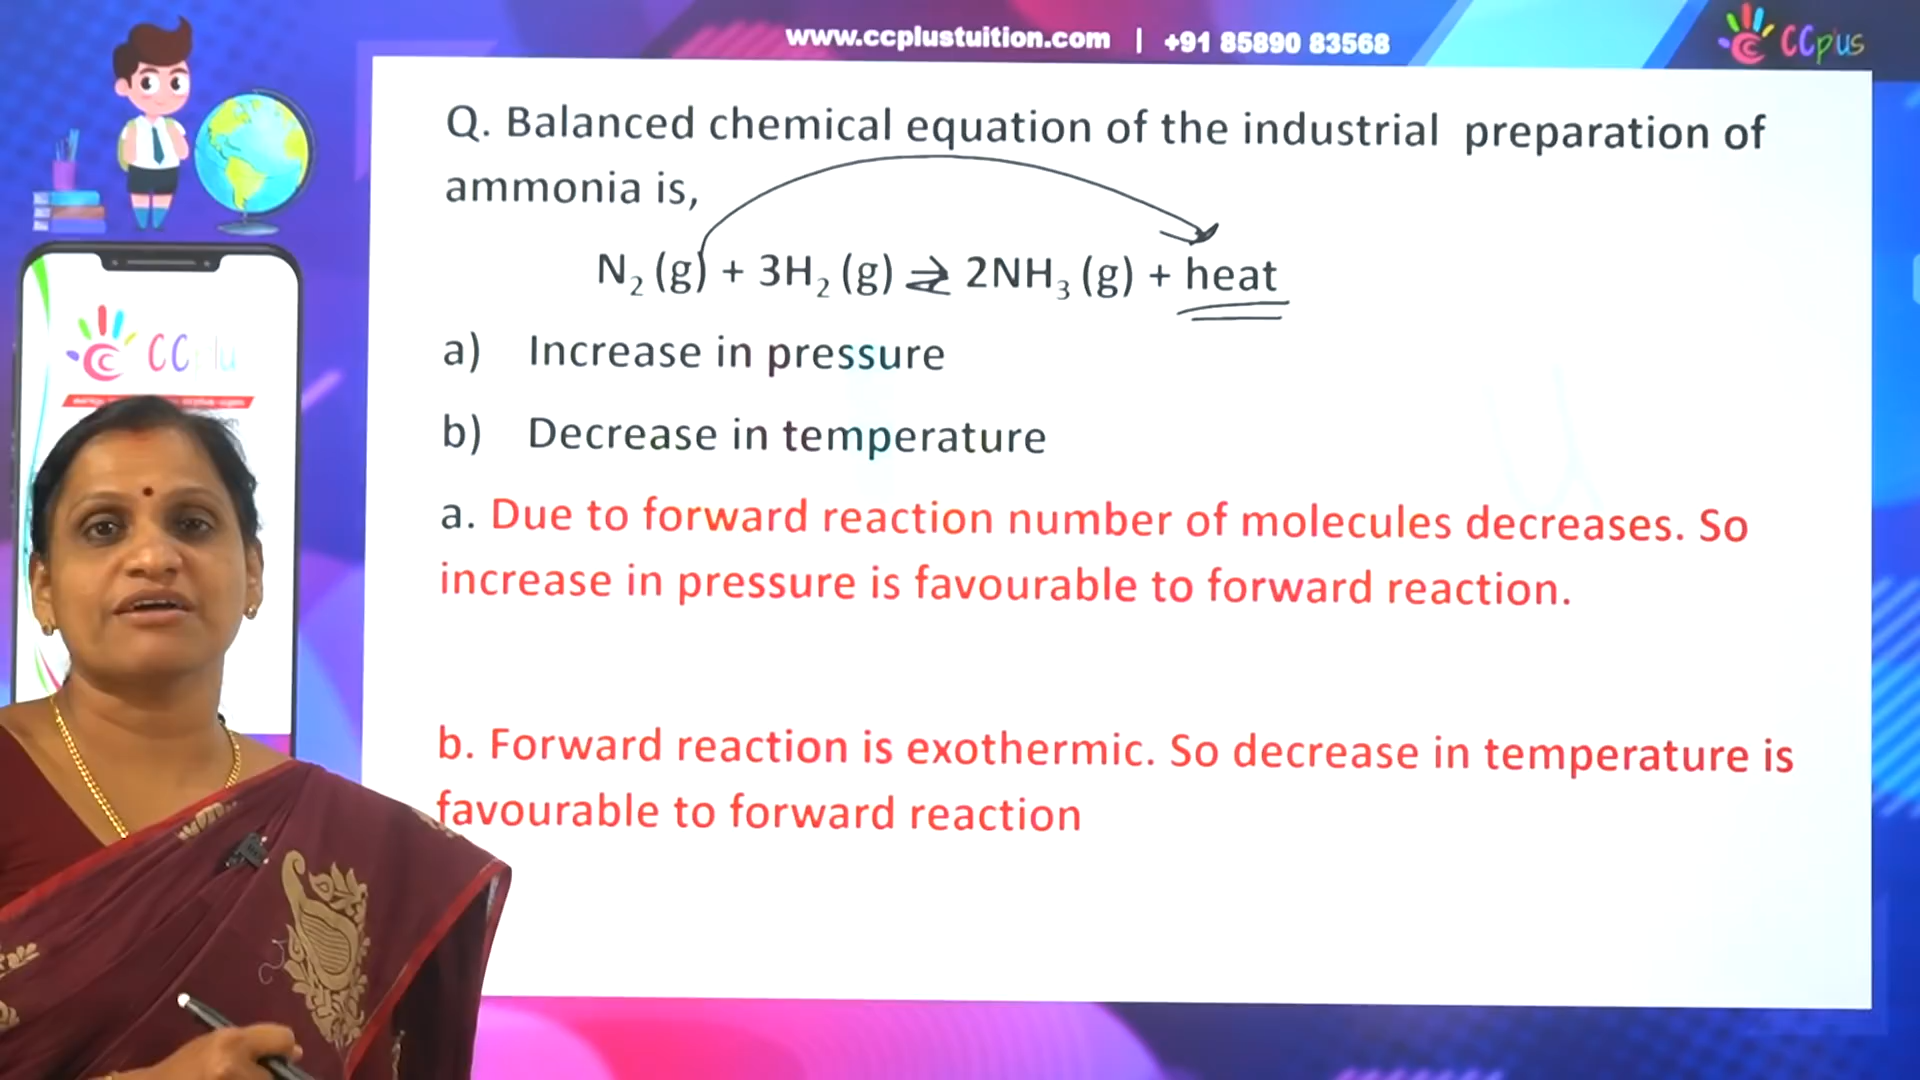 www.ccplustuition.com | +91 85890 83568
CCplus
Q. Balanced chemical equation of the industrial preparation of
ammonia is,
N₂ (g) + 3H₂ (g) ⇌ 2NH₃ (g) + heat
CC
a) Increase in pressure
b) Decrease in temperature
a. Due to forward reaction number of molecules decreases. So
increase in pressure is favourable to forward reaction.
b. Forward reaction is exothermic. So decrease in temperature is
favourable to forward reaction